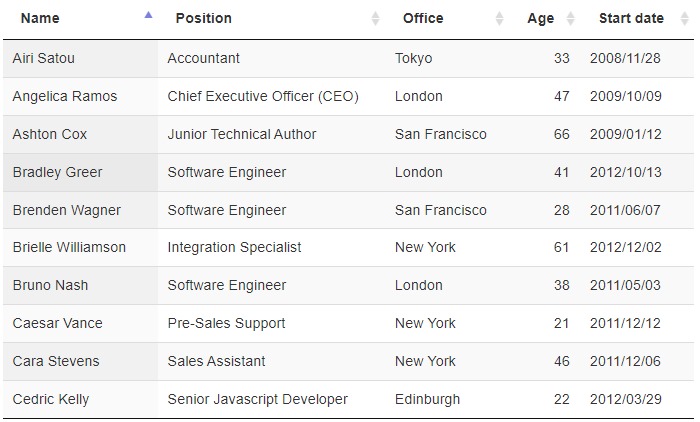 Name Position Office Age Start date
Airi Satou Accountant Tokyo 33 2008/11/28
Angelica Ramos Chief Executive Officer (CEO) London 47 2009/10/09
Ashton Cox Junior Technical Author San Francisco 66 2009/01/12
Bradley Greer Software Engineer London 41 2012/10/13
Brenden Wagner Software Engineer San Francisco 28 2011/06/07
Brielle Williamson Integration Specialist New York 61 2012/12/02
Bruno Nash Software Engineer London 38 2011/05/03
Caesar Vance Pre-Sales Support New York 21 2011/12/12
Cara Stevens Sales Assistant New York 46 2011/12/06
Cedric Kelly Senior Javascript Developer Edinburgh 22 2012/03/29